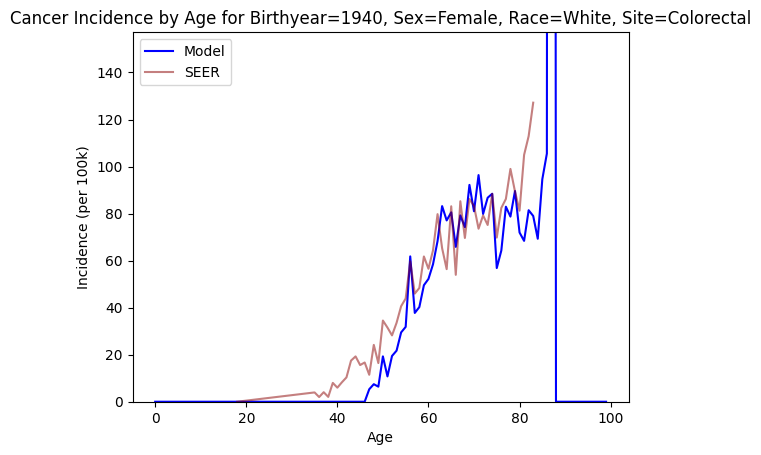 Cancer Incidence by Age for Birthyear=1940, Sex=Female, Race=White, Site=Colorectal
Model
SEER
140
120
100
80
60
40
20
0
Incidence (per 100k)
0 20 40 60 80 100
Age